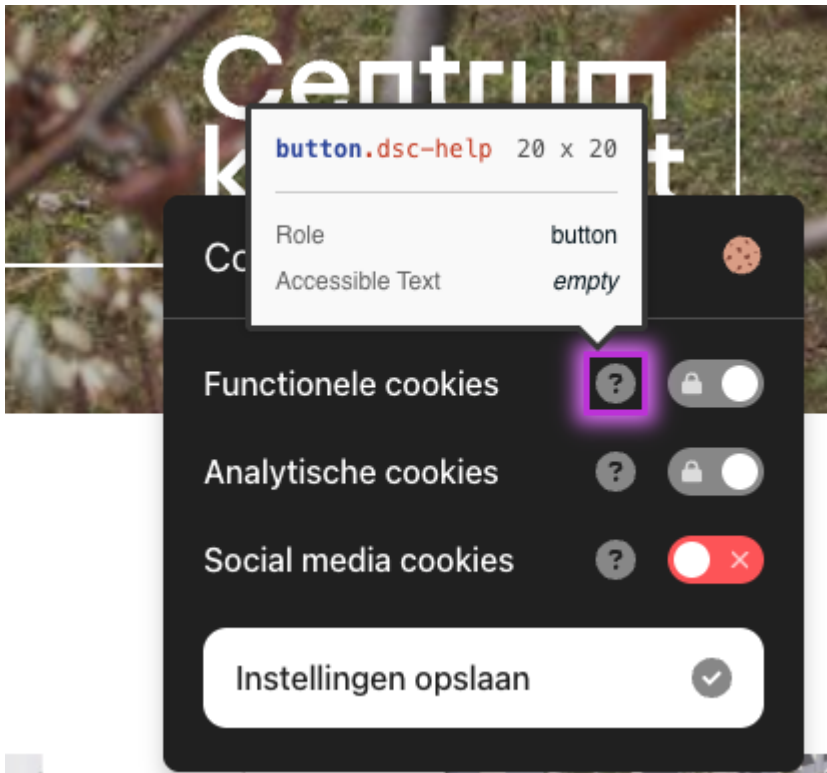 Centrum
button.dsc-help 20 x 20
Role button
Accessible Text empty
Functionele cookies ?
Analytische cookies ?
Social media cookies ?
Instellingen opslaan